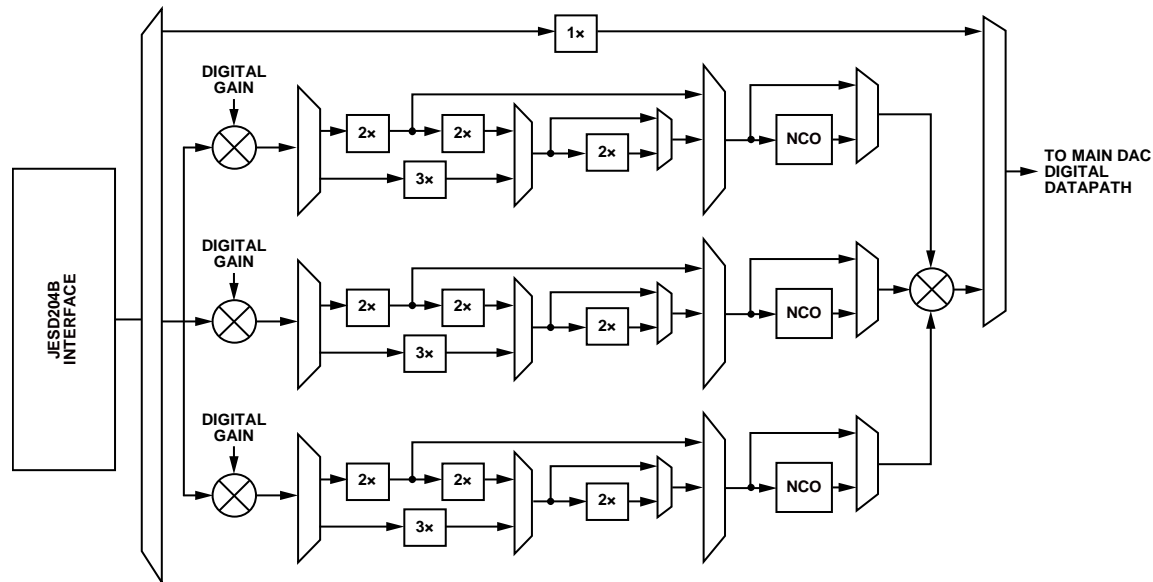 1×
DIGITAL
GAIN
2×
2×
2×
3×
NCO
TO MAIN DAC
DIGITAL
DATAPATH
JESD204B
INTERFACE
DIGITAL
GAIN
2×
2×
2×
3×
NCO
DIGITAL
GAIN
2×
2×
2×
3×
NCO